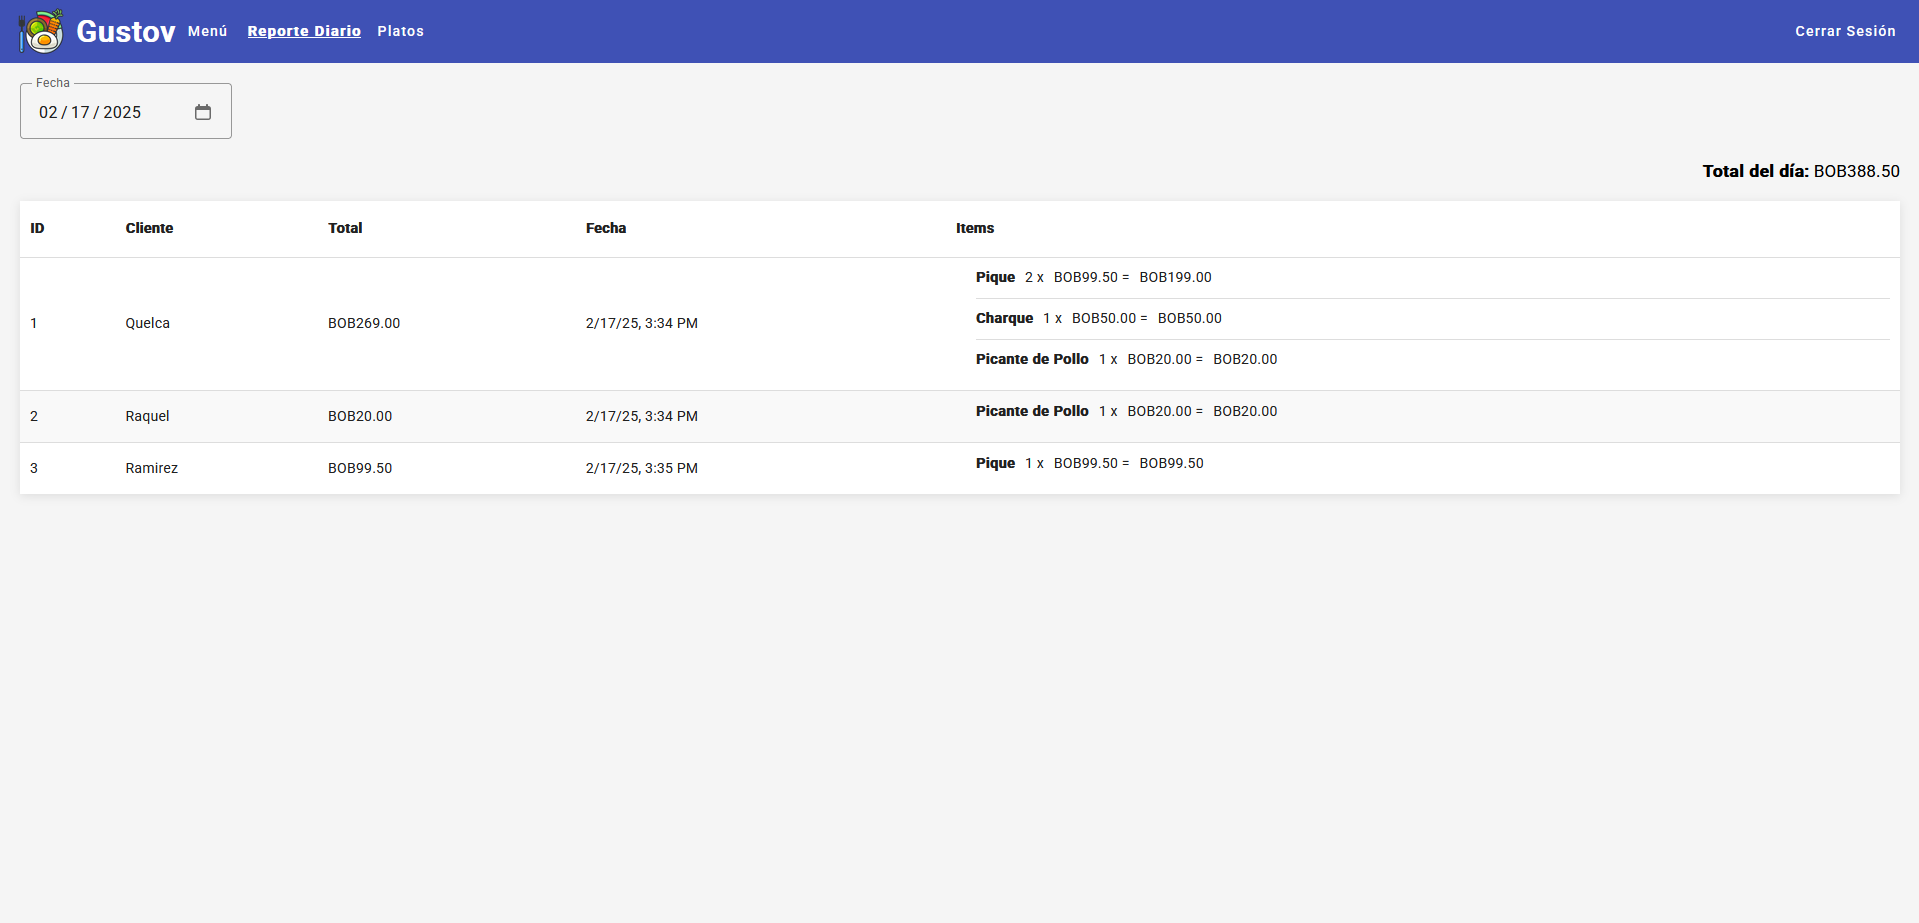 Gustov Menú Reporte Diario Platos Cerrar Sesión
Fecha
02 / 17 / 2025
Total del día: BOB388.50
ID Cliente Total Fecha Items
1 Quelca BOB269.00 2/17/25, 3:34 PM
Pique 2 x BOB99.50 = BOB199.00
Charque 1 x BOB50.00 = BOB50.00
Picante de Pollo 1 x BOB20.00 = BOB20.00
2 Raquel BOB20.00 2/17/25, 3:34 PM Picante de Pollo 1 x BOB20.00 = BOB20.00
3 Ramirez BOB99.50 2/17/25, 3:35 PM Pique 1 x BOB99.50 = BOB99.50